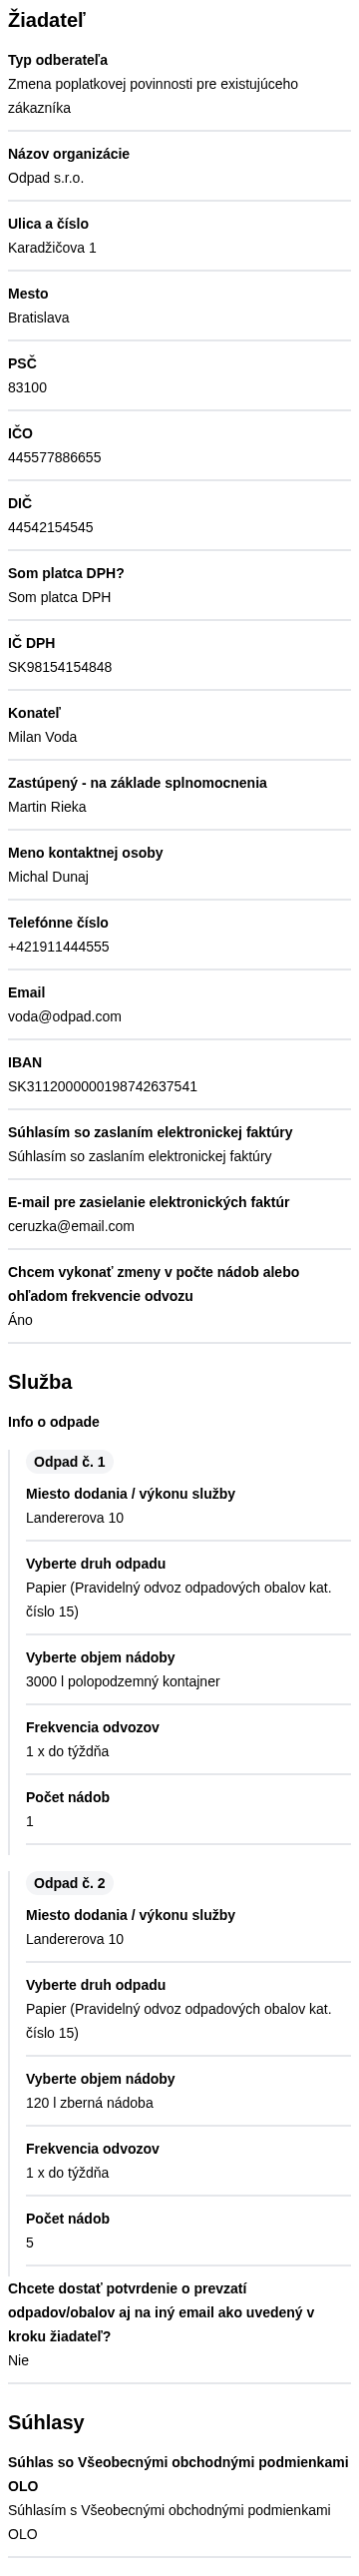 Žiadateľ
Typ odberateľa
Zmena poplatkovej povinnosti pre existujúceho
zákazníka
Názov organizácie
Odpad s.r.o.
Ulica a číslo
Karadžičova 1
Mesto
Bratislava
PSČ
83100
IČO
445577886655
DIČ
44542154545
Som platca DPH?
Som platca DPH
IČ DPH
SK98154154848
Konateľ
Milan Voda
Zastúpený - na základe splnomocnenia
Martin Rieka
Meno kontaktnej osoby
Michal Dunaj
Telefónne číslo
+421911444555
Email
voda@odpad.com
IBAN
SK3112000000198742637541
Súhlasím so zaslaním elektronickej faktúry
Súhlasím so zaslaním elektronickej faktúry
E-mail pre zasielanie elektronických faktúr
ceruzka@email.com
Chcem vykonať zmeny v počte nádob alebo
ohľadom frekvencie odvozu
Áno
Služba
Info o odpade
Odpad č. 1
Miesto dodania / výkonu služby
Landererova 10
Vyberte druh odpadu
Papier (Pravidelný odvoz odpadových obalov kat.
číslo 15)
Vyberte objem nádoby
3000 l polopodzemný kontajner
Frekvencia odvozov
1 x do týždňa
Počet nádob
1
Odpad č. 2
Miesto dodania / výkonu služby
Landererova 10
Vyberte druh odpadu
Papier (Pravidelný odvoz odpadových obalov kat.
číslo 15)
Vyberte objem nádoby
120 l zberná nádoba
Frekvencia odvozov
1 x do týždňa
Počet nádob
5
Chcete dostať potvrdenie o prevzatí
odpadov/obalov aj na iný email ako uvedený v
kroku žiadateľ?
Nie
Súhlasy
Súhlas so Všeobecnými obchodnými podmienkami
OLO
Súhlasím s Všeobecnými obchodnými podmienkami
OLO